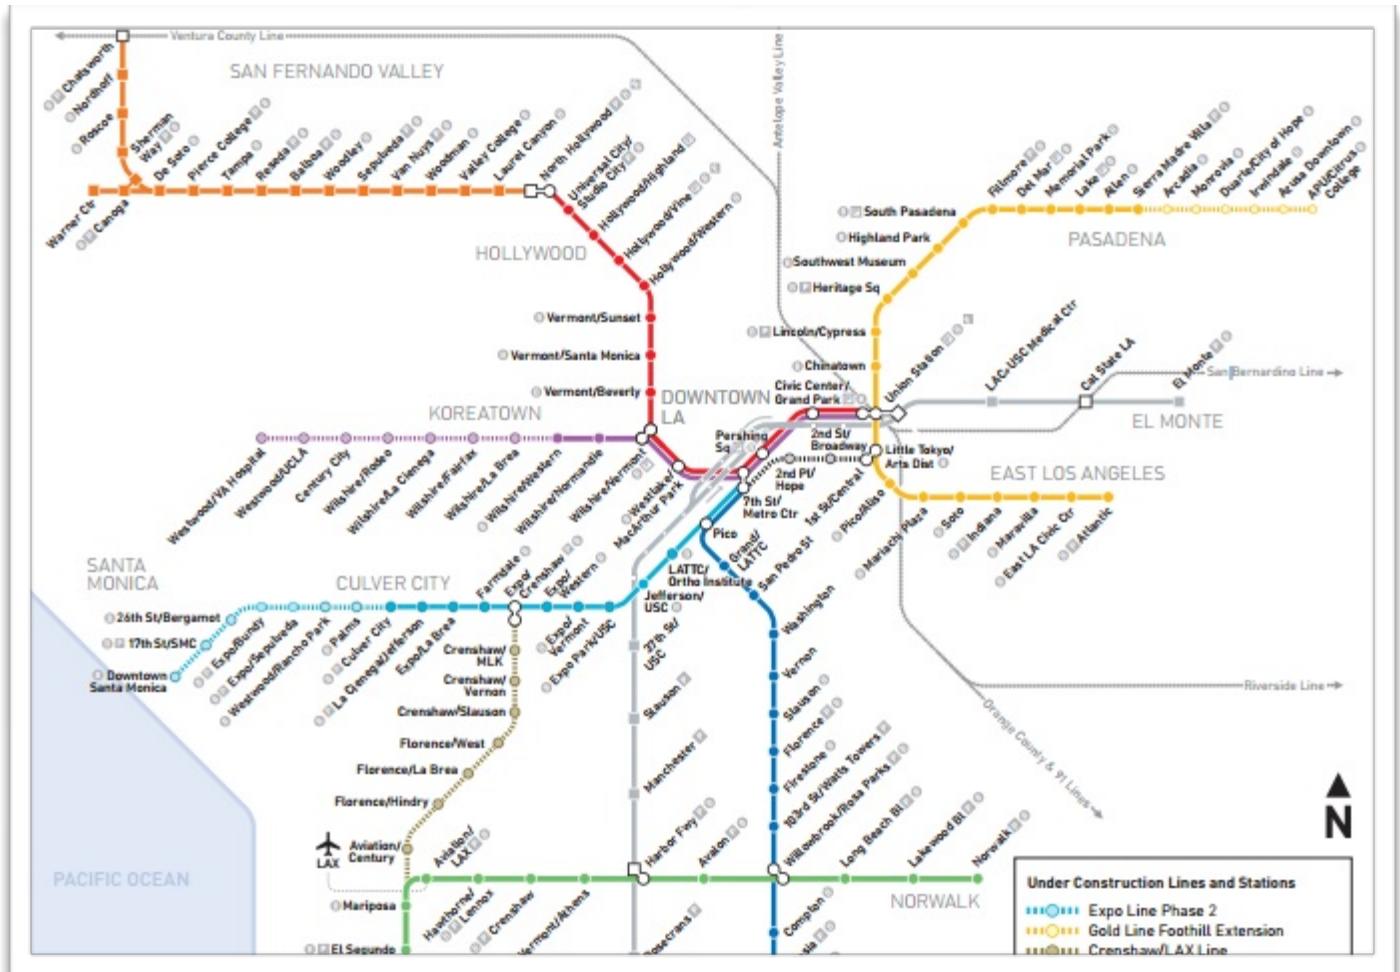 Ventura County Line
Antelope Valley Line
SAN FERNANDO VALLEY
Chatsworth
Nordhoff
Roscoe
Sherman
Way
De Soto
Pierce College
Tampa
Reseda
Balboa
Woodley
Sepulveda
Van Nuys
Woodman
Valley College
Laurel Canyon
North Hollywood
Universal City/
Studio City
Hollywood/Highland
Hollywood/Vine
Hollywood/Western
Warner Ctr
Canoga
HOLLYWOOD
Vermont/Sunset
Vermont/Santa Monica
Vermont/Beverly
Fillmore
Del Mar
Memorial Park
Lake
Allen
Sierra Madre Villa
Arcadia
Monrovia
Duarte/City of Hope
Irwindale
Azusa Downtown
APU/Citrus
College
South Pasadena
Highland Park
Southwest Museum
Heritage Sq
PASADENA
Lincoln/Cypress
Chinatown
Union Station
LAC+USC Medical Ctr
Cal State LA
El Monte
San Bernardino Line
EL MONTE
Civic Center/
Grand Park
DOWNTOWN
LA
KOREATOWN
Pershing
Sq
2nd St/
Broadway
Little Tokyo/
Arts Dist
EAST LOS ANGELES
2nd Pl/
Hope
1st St/Central
7th St/
Metro Ctr
Westwood/VA Hospital
Westwood/UCLA
Century City
Wilshire/Rodeo
Wilshire/La Cienega
Wilshire/Fairfax
Wilshire/La Brea
Wilshire/Western
Wilshire/Normandie
Wilshire/Vermont
Westlake/
MacArthur Park
Pico/Aliso
Mariachi Plaza
Soto
Indiana
Maravilla
East LA Civic Ctr
Atlantic
Pico
Grand/
LATTC
San Pedro St
LATTC/
Ortho Institute
Jefferson/
USC
SANTA
MONICA
CULVER CITY
Farmdale
Expo/
Crenshaw
Expo/
Western
26th St/Bergamot
17th St/SMC
Downtown
Santa Monica
Expo/Bundy
Expo/Sepulveda
Westwood/Rancho Park
Palms
Culver City
La Cienega/Jefferson
Expo/La Brea
Expo/
Vermont
Expo Park/USC
37th St/
USC
Washington
Vernon
Slauson
Florence
Firestone
103rd St/Watts Towers
Willowbrook/Rosa Parks
Crenshaw/
MLK
Crenshaw/
Vernon
Crenshaw/Slauson
Florence/West
Florence/La Brea
Florence/Hindry
Aviation/
Century
LAX
Aviation/
LAX
Slauson
Manchester
Harbor Fwy
Avalon
Long Beach Bl
Lakewood Bl
Norwalk
Riverside Line
Orange County & 91 Lines
N
PACIFIC OCEAN
NORWALK
Mariposa
El Segundo
Hawthorne/
Lennox
Crenshaw
Vermont/Athens
Rosecrans
Compton
Under Construction Lines and Stations
Expo Line Phase 2
Gold Line Foothill Extension
Crenshaw/LAX Line